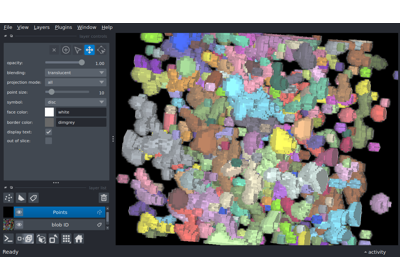 File View Layers Plugins Window Help
opacity: 1.00
blending: translucent
projection mode: all
point size: 10
symbol: disc
face color: white
border color: dimgrey
display text:
out of slice:
Points
blob ID
Ready activity